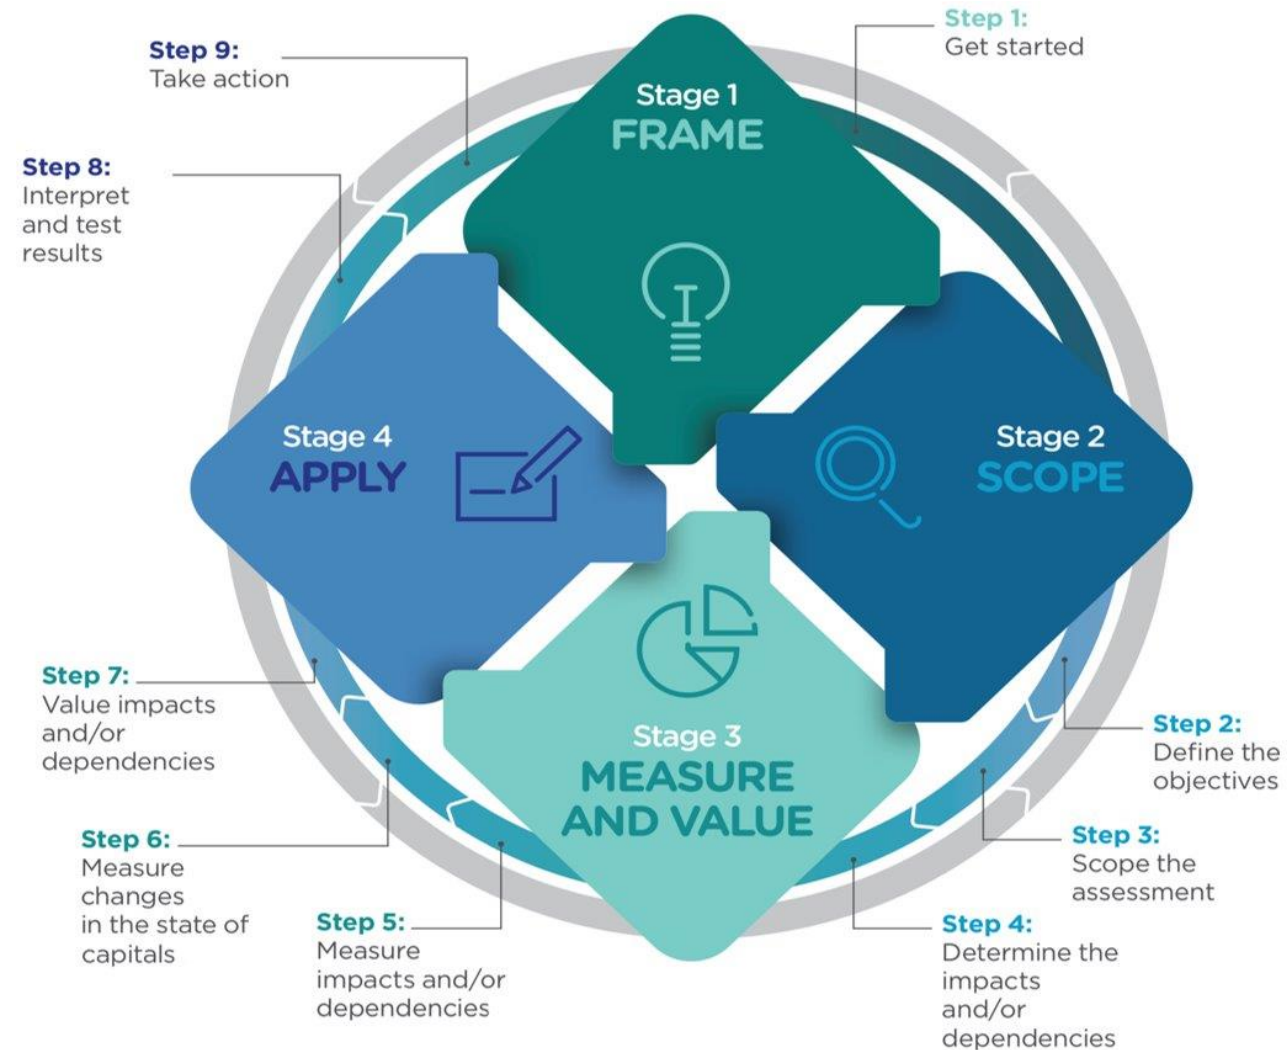 Stage 1
FRAME
Step 1:
Get started
Stage 2
SCOPE
Step 2:
Define the
objectives
Step 3:
Scope the
assessment
Step 4:
Determine the
impacts
and/or
dependencies
Stage 3
MEASURE
AND VALUE
Step 5:
Measure
impacts and/or
dependencies
Step 6:
Measure
changes
in the state of
capitals
Step 7:
Value impacts
and/or
dependencies
Stage 4
APPLY
Step 8:
Interpret
and test
results
Step 9:
Take action